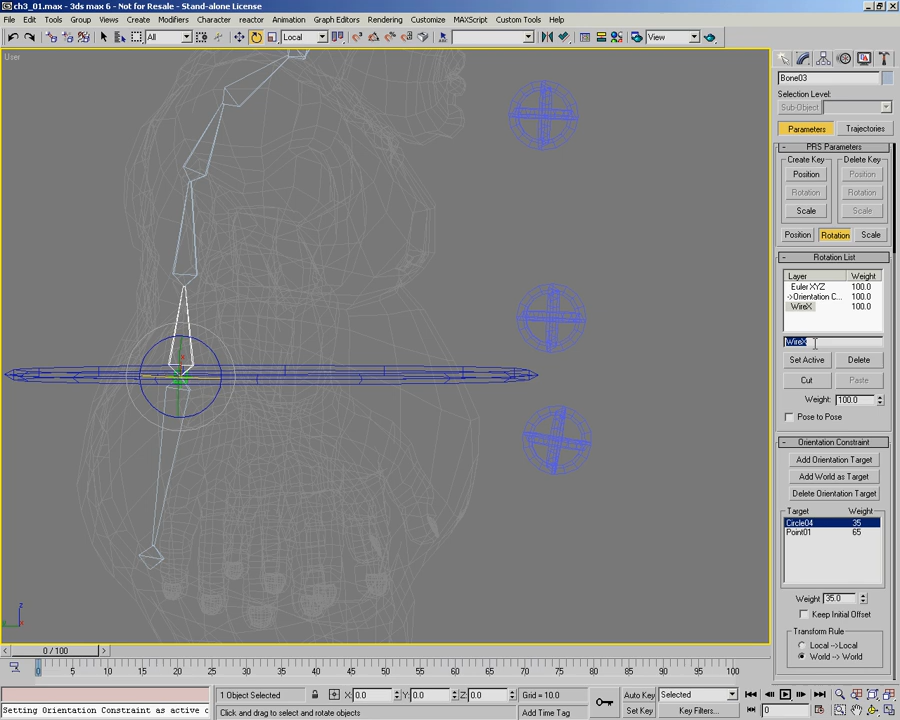 ch3_01.max - 3ds max 6 - Not for Resale - Stand-alone License
File Edit Tools Group Views Create Modifiers Character reactor Animation Graph Editors Rendering Customize MAXScript Custom Tools Help
All Local View
User
Bone03
Selection Level:
Sub-Object
Parameters Trajectories
- PRS Parameters
Create Key Delete Key
Position Position
Rotation Rotation
Scale Scale
Position Rotation Scale
- Rotation List
Layer Weight
Euler XYZ 100.0
->Orientation C... 100.0
WireX 100.0
WireX
Set Active Delete
Cut Paste
Weight: 100.0
Pose to Pose
- Orientation Constraint
Add Orientation Target
Add World as Target
Delete Orientation Target
Target Weight
Circle04 35
Point01 65
Weight 35.0
Keep Initial Offset
Transform Rule
Local -->Local
World --> World
z
< 0 / 100 >
0 5 10 15 20 25 30 35 40 45 50 55 60 65 70 75 80 85 90 95 100
1 Object Selected X: 0.0 Y: 0.0 Z: 0.0 Grid = 10.0 Auto Key Selected
Setting Orientation Constraint as active c Click and drag to select and rotate objects Add Time Tag Set Key Key Filters... 0